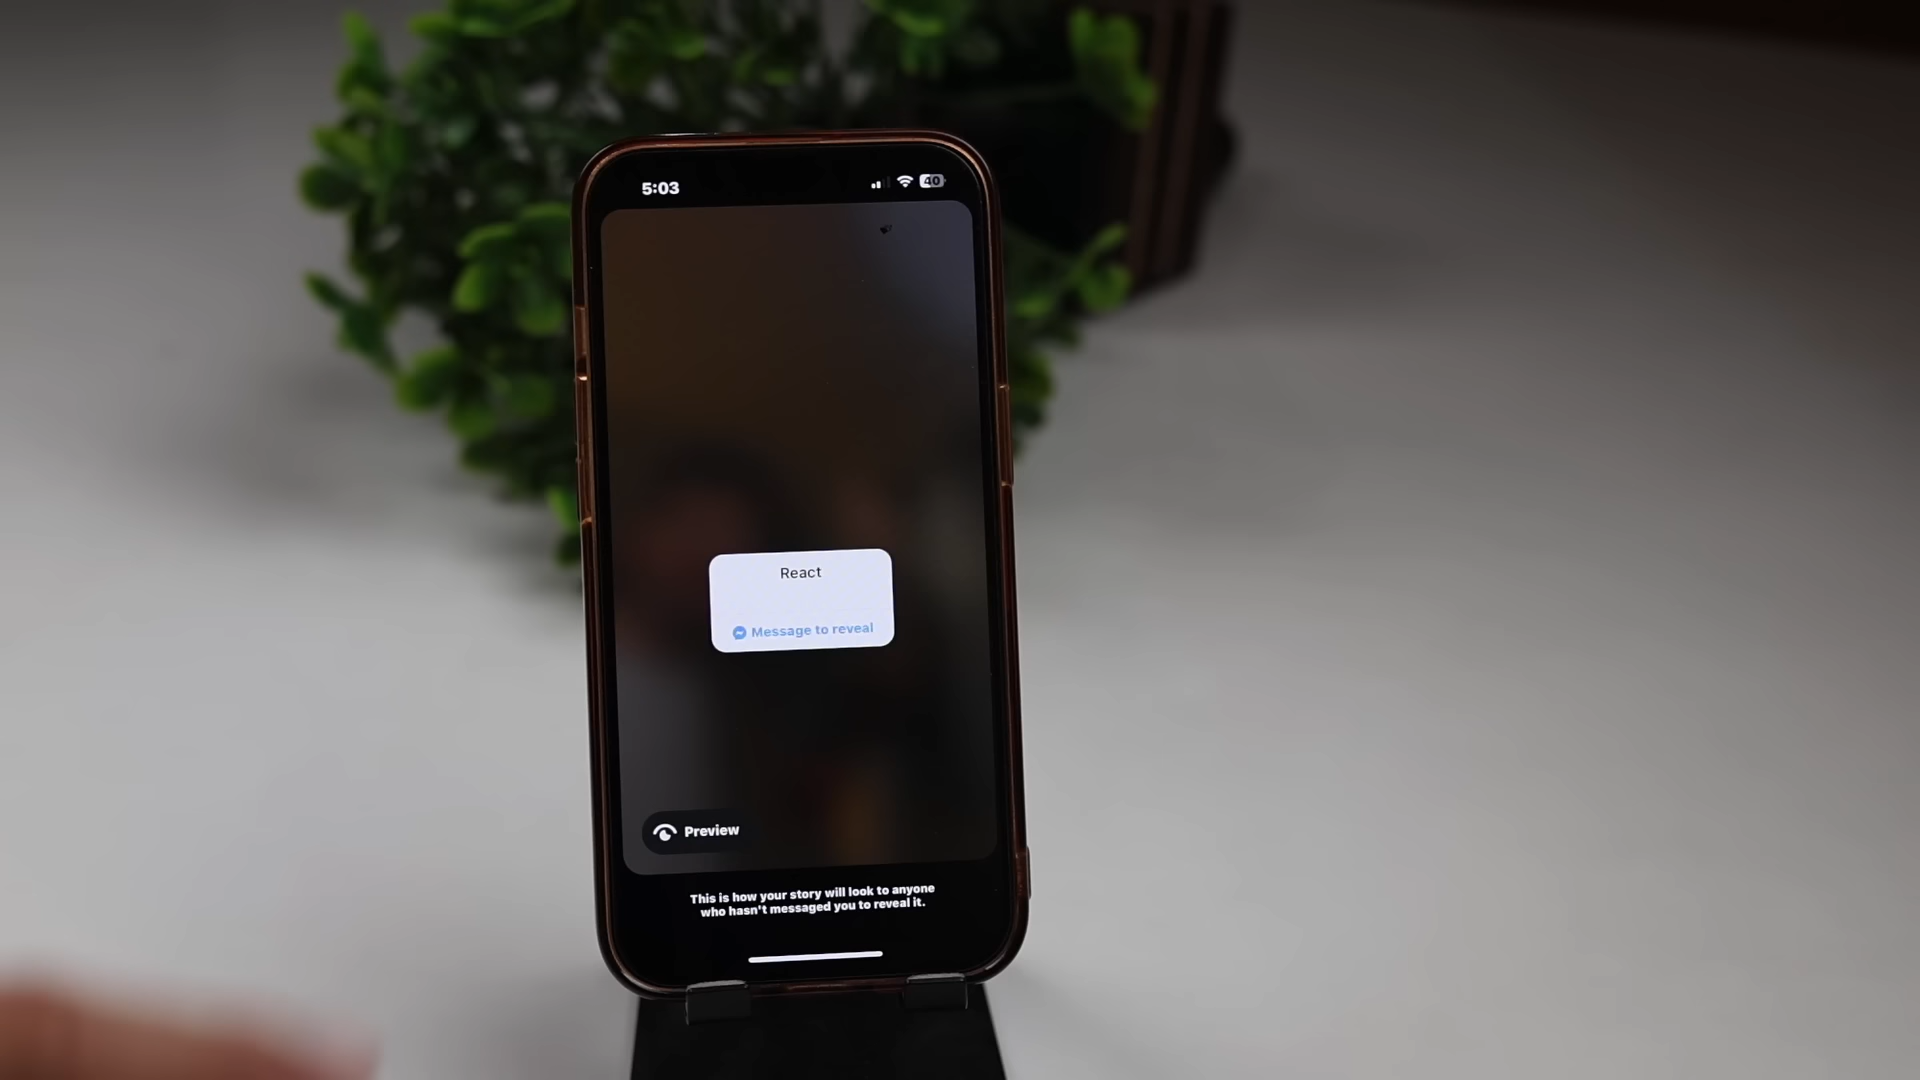 5:03
40
React
Message to reveal
Preview
This is how your story will look to anyone
who hasn't messaged you to reveal it.